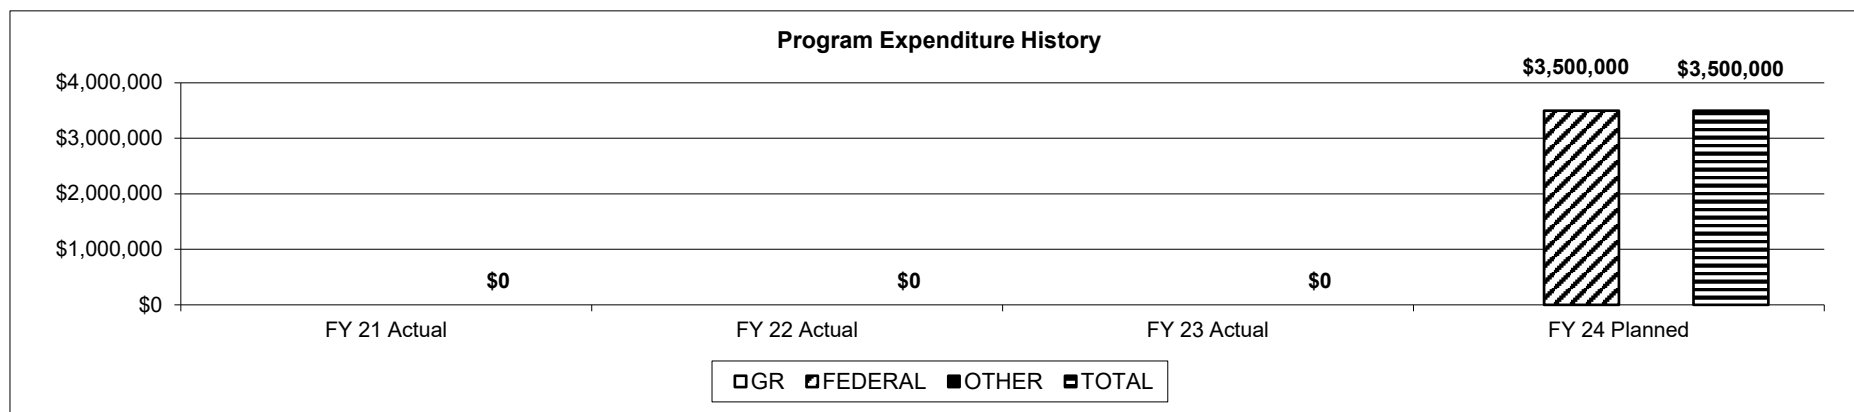 Program Expenditure History
$3,500,000 $3,500,000
$4,000,000
$3,000,000
$2,000,000
$1,000,000
$0 $0 $0
$0
FY 21 Actual FY 22 Actual FY 23 Actual FY 24 Planned
GR FEDERAL OTHER TOTAL